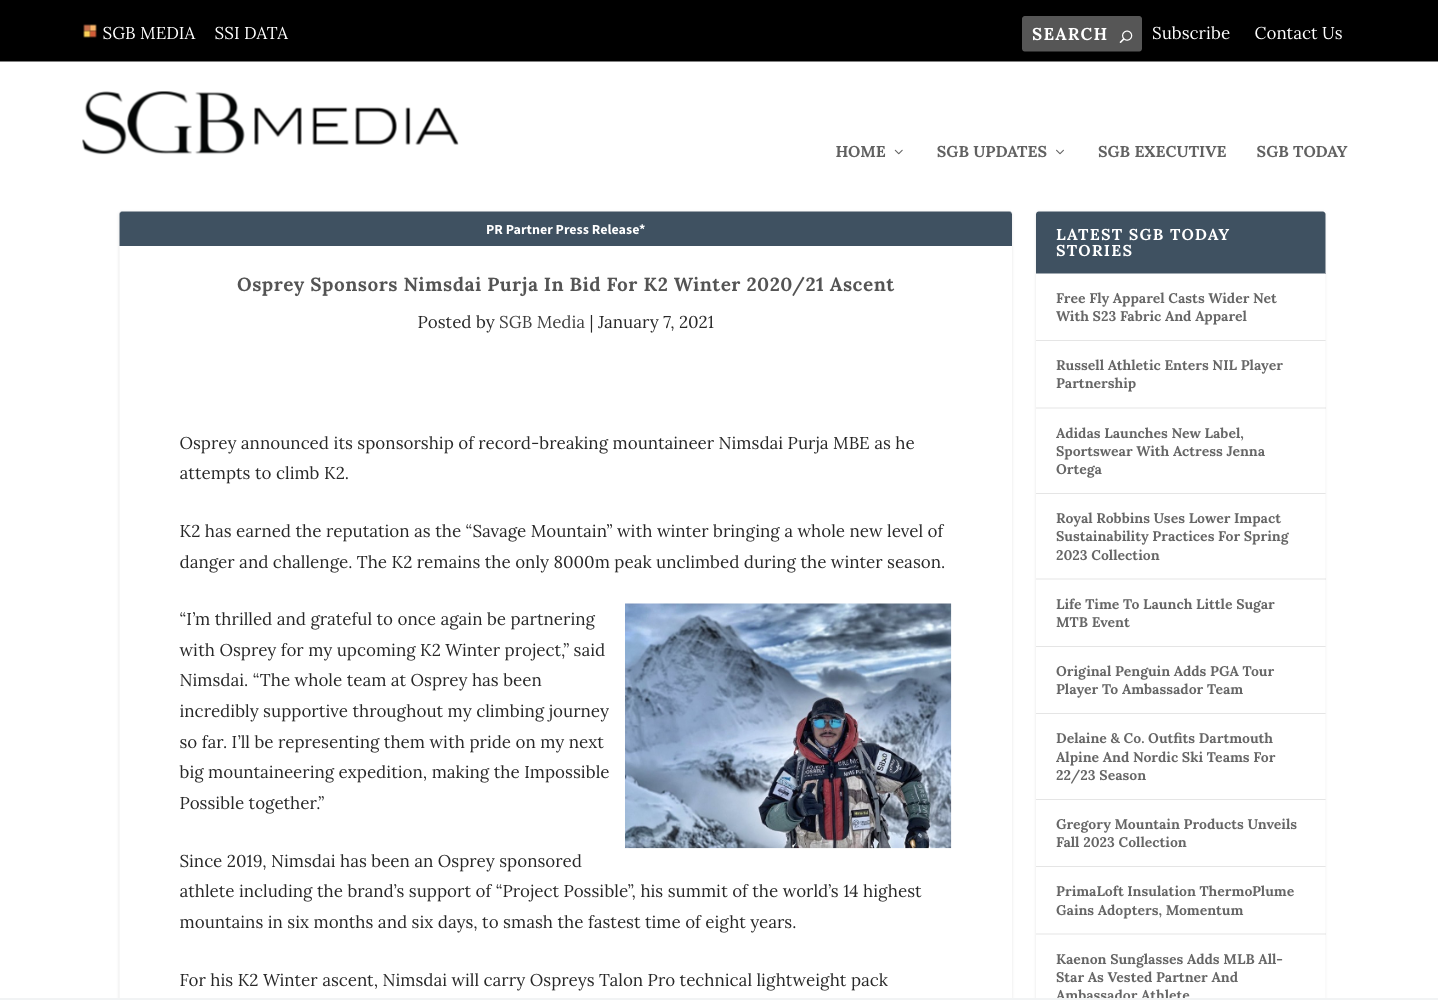 SGB MEDIA SSI DATA
SEARCH Subscribe Contact Us
SGB MEDIA
HOME SGB UPDATES SGB EXECUTIVE SGB TODAY
PR Partner Press Release*
Osprey Sponsors Nimsdai Purja In Bid For K2 Winter 2020/21 Ascent
Posted by SGB Media | January 7, 2021
Osprey announced its sponsorship of record-breaking mountaineer Nimsdai Purja MBE as he
attempts to climb K2.
K2 has earned the reputation as the “Savage Mountain” with winter bringing a whole new level of
danger and challenge. The K2 remains the only 8000m peak unclimbed during the winter season.
“I’m thrilled and grateful to once again be partnering
with Osprey for my upcoming K2 Winter project,” said
Nimsdai. “The whole team at Osprey has been
incredibly supportive throughout my climbing journey
so far. I’ll be representing them with pride on my next
big mountaineering expedition, making the Impossible
Possible together.”
Since 2019, Nimsdai has been an Osprey sponsored
athlete including the brand’s support of “Project Possible”, his summit of the world’s 14 highest
mountains in six months and six days, to smash the fastest time of eight years.
For his K2 Winter ascent, Nimsdai will carry Ospreys Talon Pro technical lightweight pack
LATEST SGB TODAY
STORIES
Free Fly Apparel Casts Wider Net
With S23 Fabric And Apparel
Russell Athletic Enters NIL Player
Partnership
Adidas Launches New Label,
Sportswear With Actress Jenna
Ortega
Royal Robbins Uses Lower Impact
Sustainability Practices For Spring
2023 Collection
Life Time To Launch Little Sugar
MTB Event
Original Penguin Adds PGA Tour
Player To Ambassador Team
Delaine & Co. Outfits Dartmouth
Alpine And Nordic Ski Teams For
22/23 Season
Gregory Mountain Products Unveils
Fall 2023 Collection
PrimaLoft Insulation ThermoPlume
Gains Adopters, Momentum
Kaenon Sunglasses Adds MLB All-
Star As Vested Partner And
Ambassador Athlete